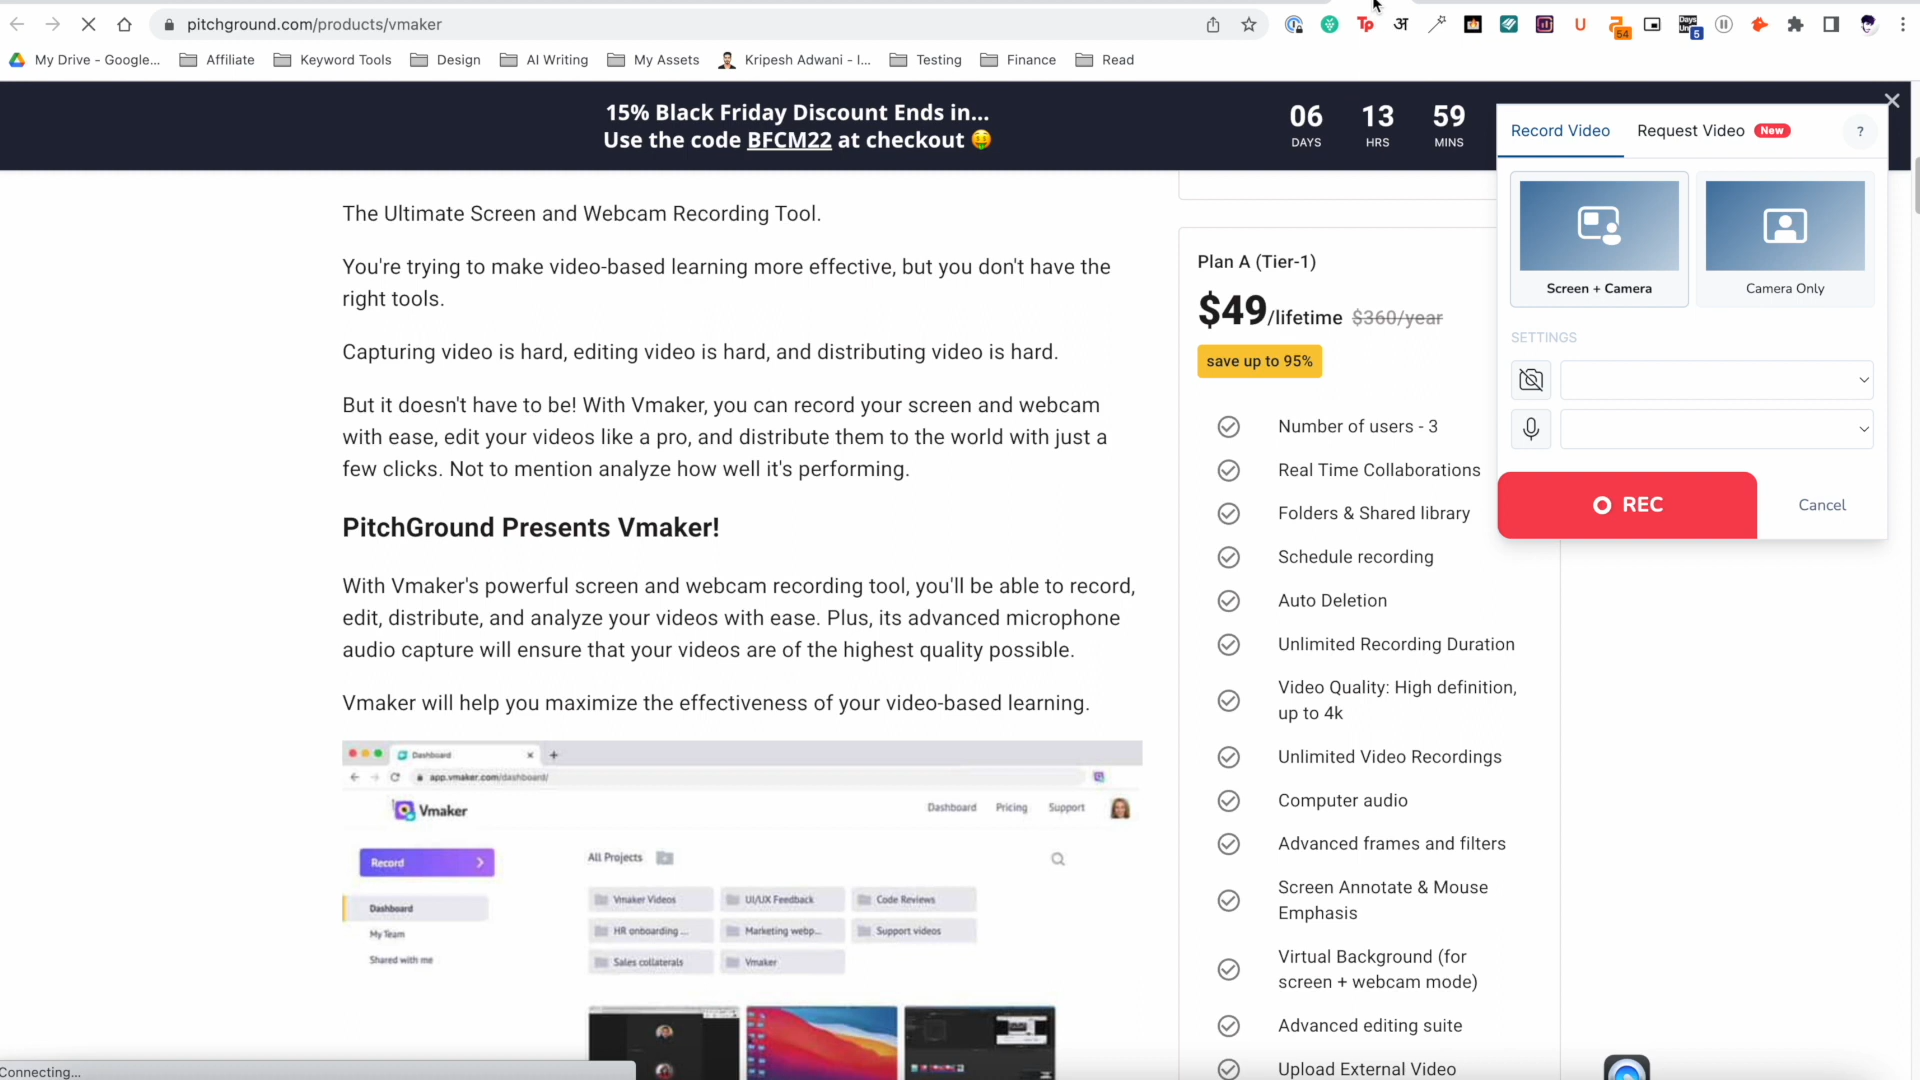 pitchground.com/products/vmaker
54
5
My Drive - Google...
Affiliate
Keyword Tools
Design
AI Writing
My Assets
Kripesh Adwani - I...
Testing
Finance
Read
15% Black Friday Discount Ends in...
Use the code BFCM22 at checkout 🤑
06 13 59
DAYS HRS MINS
Record Video
Request Video New
?
Screen + Camera
Camera Only
SETTINGS
REC
Cancel
The Ultimate Screen and Webcam Recording Tool.
You're trying to make video-based learning more effective, but you don't have the
right tools.
Capturing video is hard, editing video is hard, and distributing video is hard.
But it doesn't have to be! With Vmaker, you can record your screen and webcam
with ease, edit your videos like a pro, and distribute them to the world with just a
few clicks. Not to mention analyze how well it's performing.
PitchGround Presents Vmaker!
With Vmaker's powerful screen and webcam recording tool, you'll be able to record,
edit, distribute, and analyze your videos with ease. Plus, its advanced microphone
audio capture will ensure that your videos are of the highest quality possible.
Vmaker will help you maximize the effectiveness of your video-based learning.
Dashboard
app.vmaker.com/dashboard/
Vmaker
Dashboard
Pricing
Support
Record
All Projects
Dashboard
My Team
Shared with me
Vmaker Videos
UI/UX Feedback
Code Reviews
HR onboarding ...
Marketing webp...
Support videos
Sales collaterals
Vmaker
Plan A (Tier-1)
$49/lifetime $360/year
save up to 95%
Number of users - 3
Real Time Collaborations
Folders & Shared library
Schedule recording
Auto Deletion
Unlimited Recording Duration
Video Quality: High definition,
up to 4k
Unlimited Video Recordings
Computer audio
Advanced frames and filters
Screen Annotate & Mouse
Emphasis
Virtual Background (for
screen + webcam mode)
Advanced editing suite
Upload External Video
Connecting...